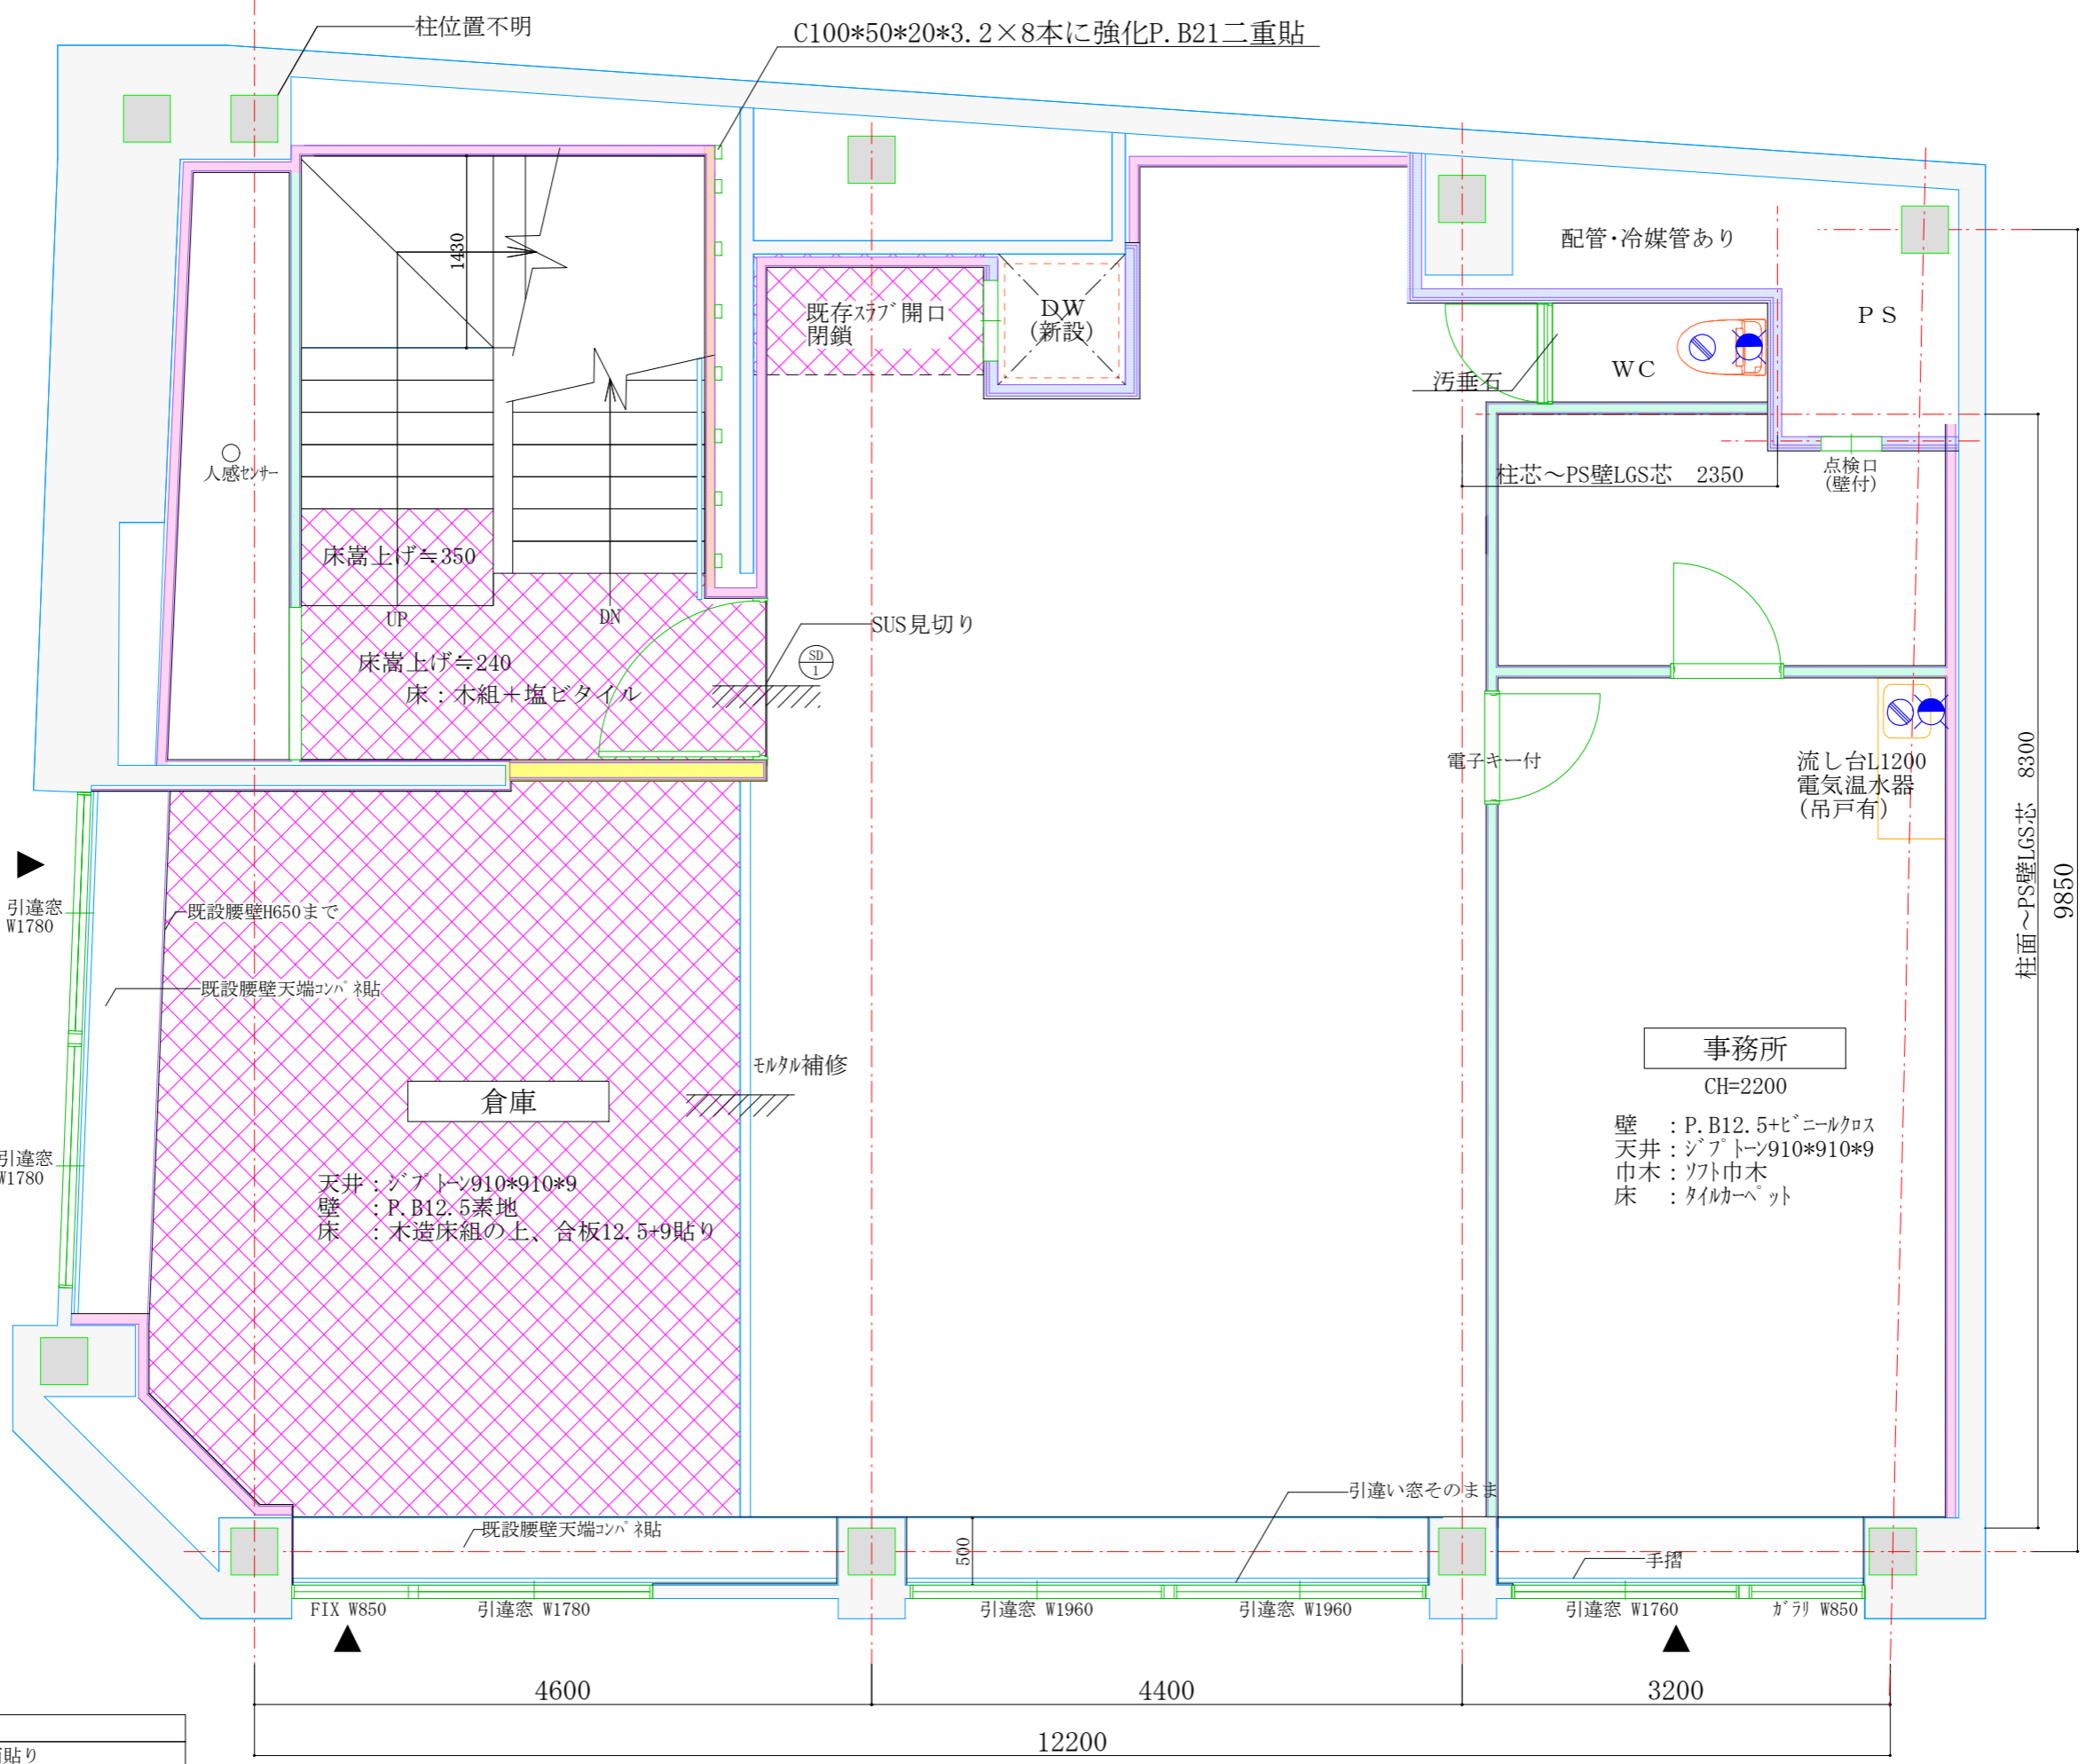 柱位置不明
C100*50*20*3.2×8本に強化P.B21二重貼
1430
配管・冷媒管あり
既存ｽﾗﾌﾞ開口
閉鎖
DW
(新設)
PS
WC
汚垂石
人感ｾﾝｻｰ
柱芯～PS壁LGS芯 2350
点検口
(壁付)
床嵩上げ≒350
UP
DN
SUS見切り
SD
1
床嵩上げ≒240
床：木組＋塩ビタイル
電子キー付
流し台L1200
電気温水器
(吊戸有)
柱面～PS壁LGS芯 8300
9850
引違窓
W1780
既設腰壁H650まで
既設腰壁天端ｺﾝﾊﾟﾈ貼
モルタル補修
倉庫
天井：ｼﾞﾌﾟﾄｰﾝ910*910*9
壁　：P.B12.5素地
床　：木造床組の上、合板12.5+9貼り
事務所
CH=2200
壁　：P.B12.5+ﾋﾞﾆｰﾙｸﾛｽ
天井：ｼﾞﾌﾟﾄｰﾝ910*910*9
巾木：ｿﾌﾄ巾木
床　：ﾀｲﾙｶｰﾍﾟｯﾄ
引違窓
W1780
引違い窓そのまま
既設腰壁天端ｺﾝﾊﾟﾈ貼
500
手摺
FIX W850
引違窓 W1780
引違窓 W1960
引違窓 W1960
引違窓 W1760
ｶﾞﾗﾘ W850
4600
4400
3200
12200
貼り